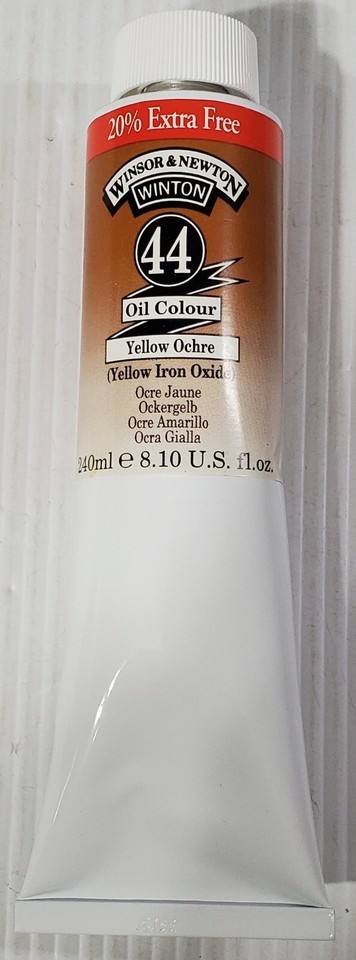 20% Extra Free
WINSOR & NEWTON
WINTON
44
Oil Colour
Yellow Ochre
(Yellow Iron Oxide)
Ocre Jaune
Ockergelb
Ocre Amarillo
Ocra Gialla
240ml ℮ 8.10 U.S. fl.oz.